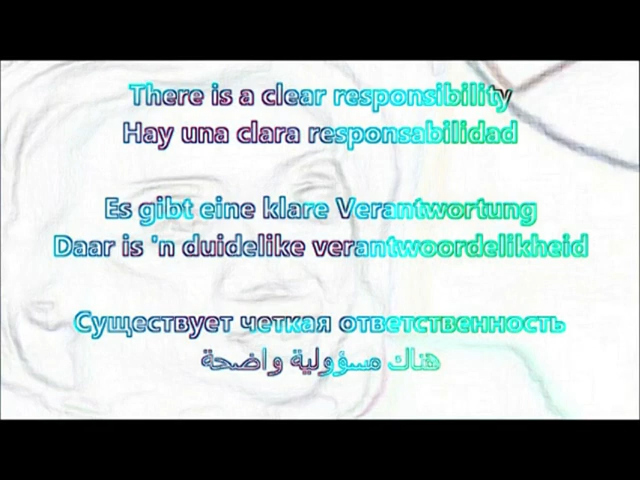 There is a clear responsibility
Hay una clara responsabilidad
Es gibt eine klare Verantwortung
Daar is 'n duidelike verantwoordelikheid
Существует четкая ответственность
هناك مسؤولية واضحة